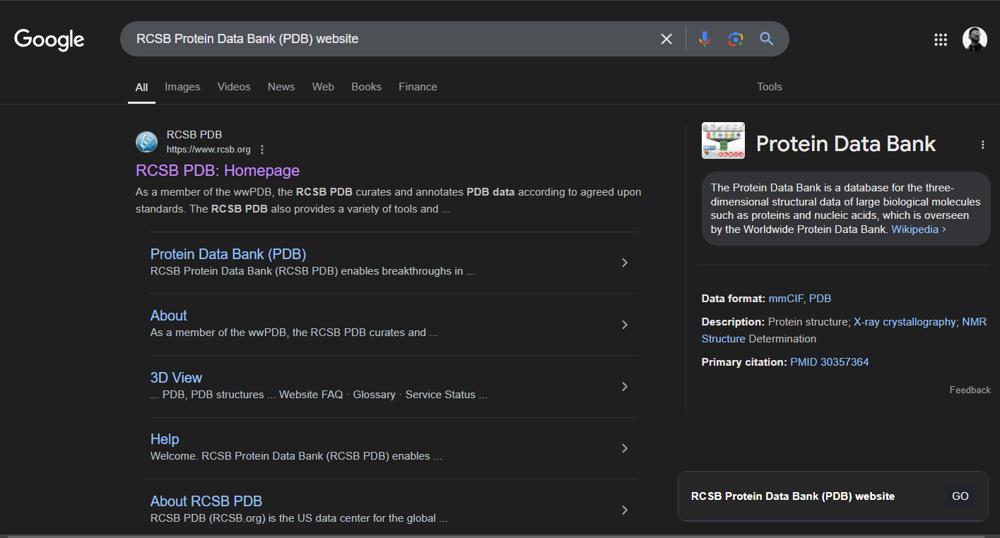 Google
RCSB Protein Data Bank (PDB) website
All Images Videos News Web Books Finance Tools
RCSB PDB
https://www.rcsb.org
RCSB PDB: Homepage
As a member of the wwPDB, the RCSB PDB curates and annotates PDB data according to agreed upon
standards. The RCSB PDB also provides a variety of tools and ...
Protein Data Bank (PDB)
RCSB Protein Data Bank (RCSB PDB) enables breakthroughs in ...
About
As a member of the wwPDB, the RCSB PDB curates and ...
3D View
... PDB, PDB structures ... Website FAQ · Glossary · Service Status ...
Help
Welcome. RCSB Protein Data Bank (RCSB PDB) enables ...
About RCSB PDB
RCSB PDB (RCSB.org) is the US data center for the global ...
Protein Data Bank
The Protein Data Bank is a database for the three-
dimensional structural data of large biological molecules
such as proteins and nucleic acids, which is overseen
by the Worldwide Protein Data Bank. Wikipedia ›
Data format: mmCIF, PDB
Description: Protein structure; X-ray crystallography; NMR
Structure Determination
Primary citation: PMID 30357364
Feedback
RCSB Protein Data Bank (PDB) website GO